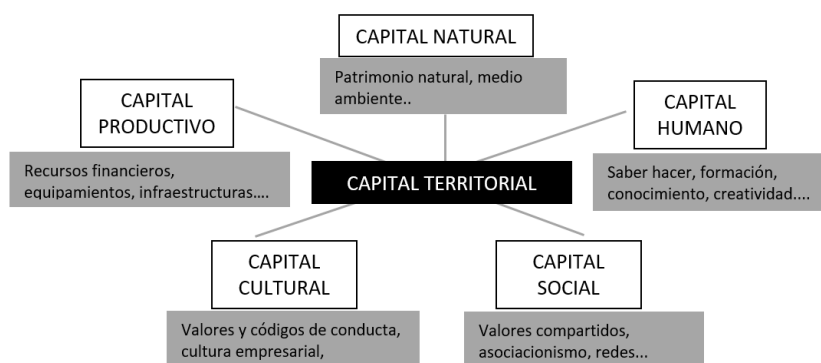 CAPITAL NATURAL
Patrimonio natural, medio
ambiente..
CAPITAL
PRODUCTIVO
Recursos financieros,
equipamientos, infraestructuras....
CAPITAL
HUMANO
Saber hacer, formación,
conocimiento, creatividad....
CAPITAL TERRITORIAL
CAPITAL
CULTURAL
Valores y códigos de conducta,
cultura empresarial,
CAPITAL
SOCIAL
Valores compartidos,
asociacionismo, redes...